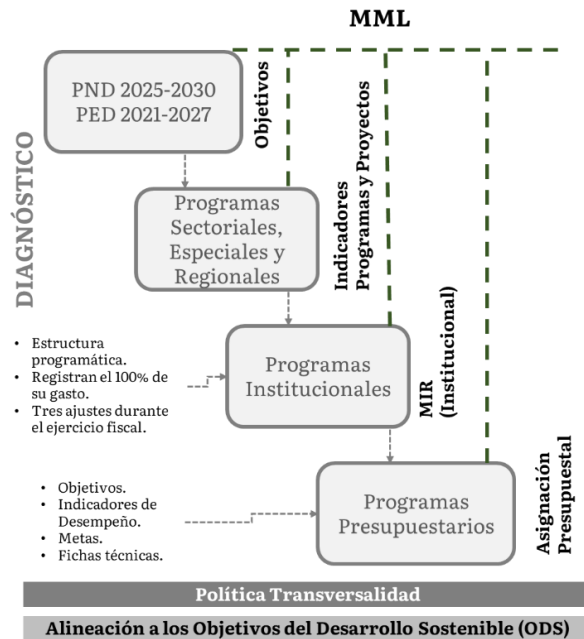 MML
PND 2025-2030
PED 2021-2027
Objetivos
DIAGNÓSTICO
Programas
Sectoriales,
Especiales y
Regionales
Indicadores
Programas y Proyectos
• Estructura
programática.
• Registran el 100% de
su gasto.
• Tres ajustes durante
el ejercicio fiscal.
Programas
Institucionales
MIR
(Institucional)
• Objetivos.
• Indicadores de
Desempeño.
• Metas.
• Fichas técnicas.
Programas
Presupuestarios
Asignación
Presupuestal
Política Transversalidad
Alineación a los Objetivos del Desarrollo Sostenible (ODS)